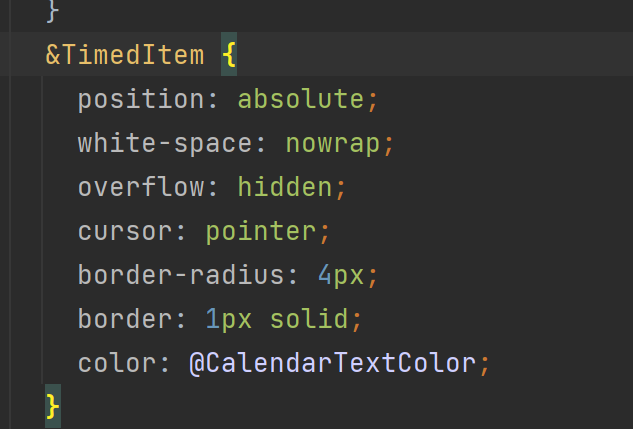 }
&TimedItem {
position: absolute;
white-space: nowrap;
overflow: hidden;
cursor: pointer;
border-radius: 4px;
border: 1px solid;
color: @CalendarTextColor;
}